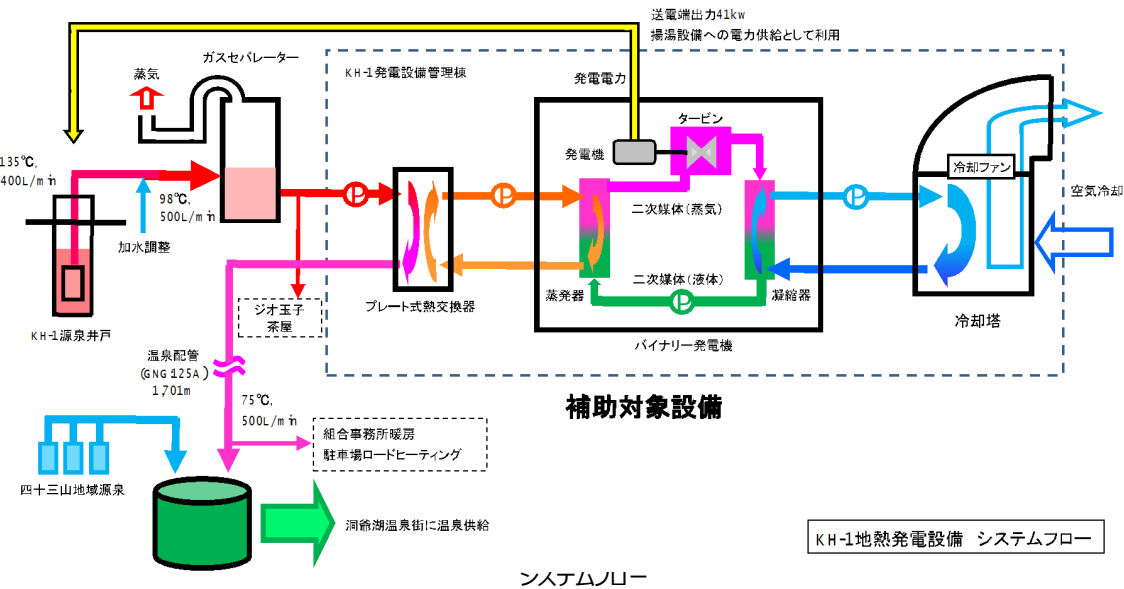 送電端出力41kw
揚湯設備への電力供給として利用
ガスセパレーター
蒸気
KH-1発電設備管理棟
発電電力
タービン
発電機
135℃,
400L/min
98℃,
500L/min
加水調整
P
P
P
冷却ファン
空気冷却
二次媒体(蒸気)
二次媒体(液体)
P
蒸発器
凝縮器
プレート式熱交換器
ジオ玉子
茶屋
KH-1源泉井戸
冷却塔
バイナリー発電機
温泉配管
(GNG125A)
1,701m
75℃,
500L/min
補助対象設備
組合事務所暖房
駐車場ロードヒーティング
四十三山地域源泉
洞爺湖温泉街に温泉供給
KH-1地熱発電設備 システムフロー
システムフロー